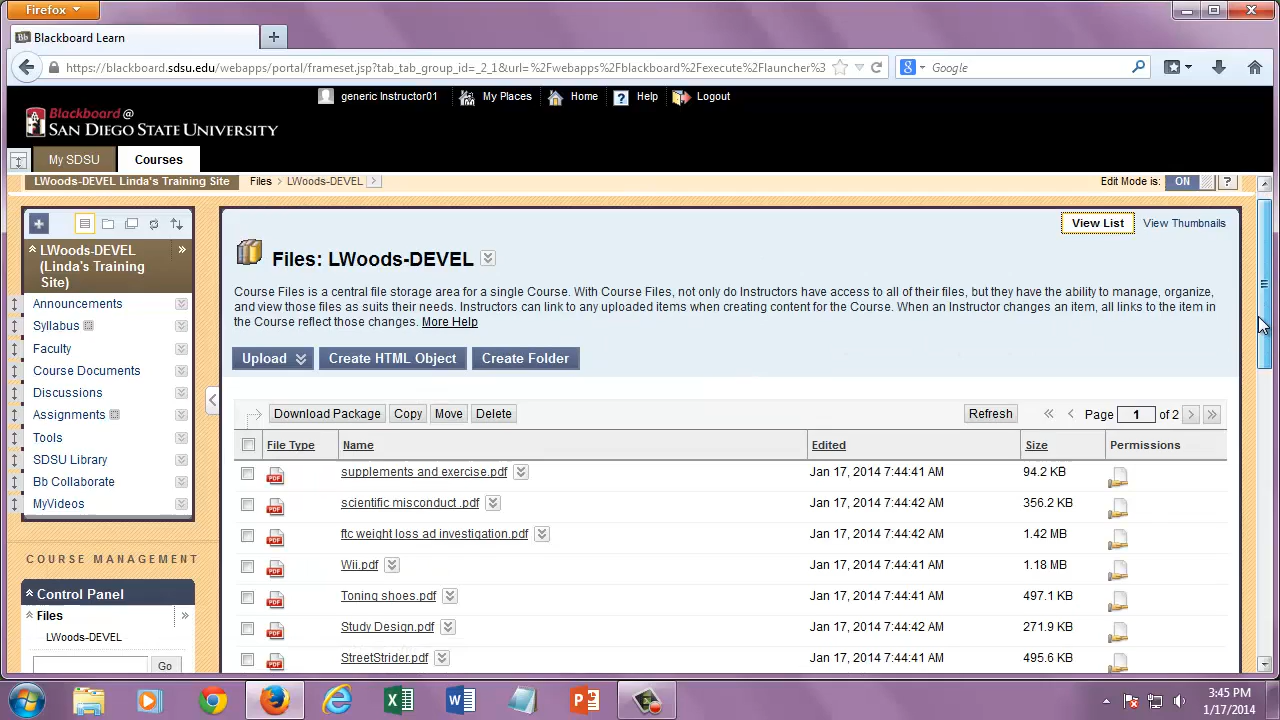 Firefox
Blackboard Learn
https://blackboard.sdsu.edu/webapps/portal/frameset.jsp?tab_tab_group_id=_2_1&url=%2Fwebapps%2Fblackboard%2Fexecute%2Flauncher%3
Google
generic Instructor01 My Places Home Help Logout
Blackboard @
SAN DIEGO STATE UNIVERSITY
My SDSU Courses
LWoods-DEVEL Linda's Training Site Files LWoods-DEVEL Edit Mode is: ON ?
View List View Thumbnails
LWoods-DEVEL
(Linda's Training
Site)
Announcements
Syllabus
Faculty
Course Documents
Discussions
Assignments
Tools
SDSU Library
Bb Collaborate
MyVideos
COURSE MANAGEMENT
Control Panel
Files
LWoods-DEVEL
Go
Files: LWoods-DEVEL
Course Files is a central file storage area for a single Course. With Course Files, not only do Instructors have access to all of their files, but they have the ability to manage, organize,
and view those files as suits their needs. Instructors can link to any uploaded items when creating content for the Course. When an Instructor changes an item, all links to the item in
the Course reflect those changes. More Help
Upload Create HTML Object Create Folder
Download Package Copy Move Delete Refresh Page 1 of 2
File Type Name Edited Size Permissions
PDF supplements and exercise.pdf Jan 17, 2014 7:44:41 AM 94.2 KB
PDF scientific misconduct .pdf Jan 17, 2014 7:44:42 AM 356.2 KB
PDF ftc weight loss ad investigation.pdf Jan 17, 2014 7:44:42 AM 1.42 MB
PDF Wii.pdf Jan 17, 2014 7:44:41 AM 1.18 MB
PDF Toning shoes.pdf Jan 17, 2014 7:44:41 AM 497.1 KB
PDF Study Design.pdf Jan 17, 2014 7:44:42 AM 271.9 KB
PDF StreetStrider.pdf Jan 17, 2014 7:44:41 AM 495.6 KB
3:45 PM
1/17/2014